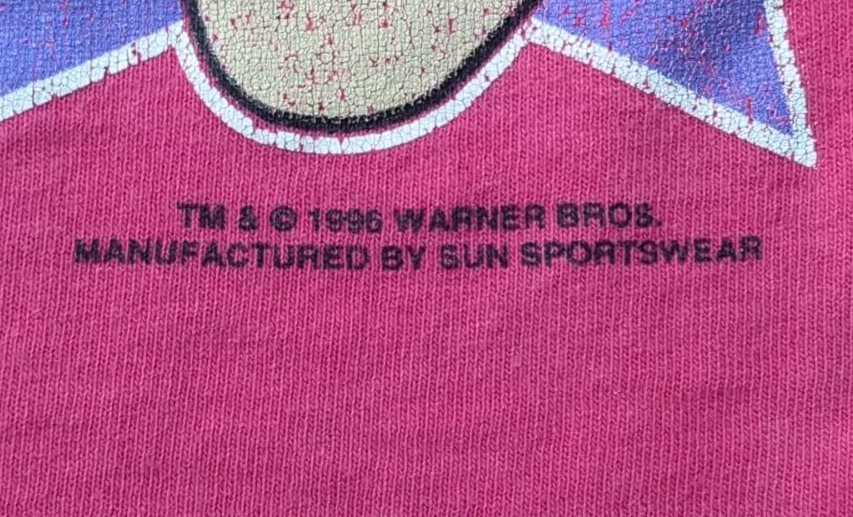 TM & © 1996 WARNER BROS.
MANUFACTURED BY SUN SPORTSWEAR